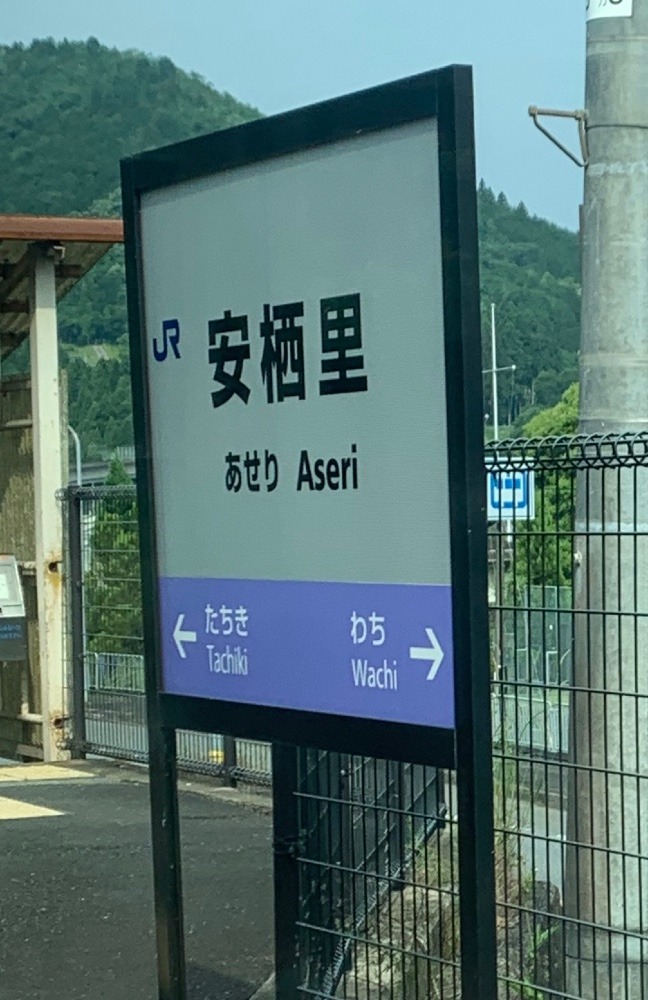 JR 安栖里
あせり Aseri
← たちき わち →
Tachiki Wachi